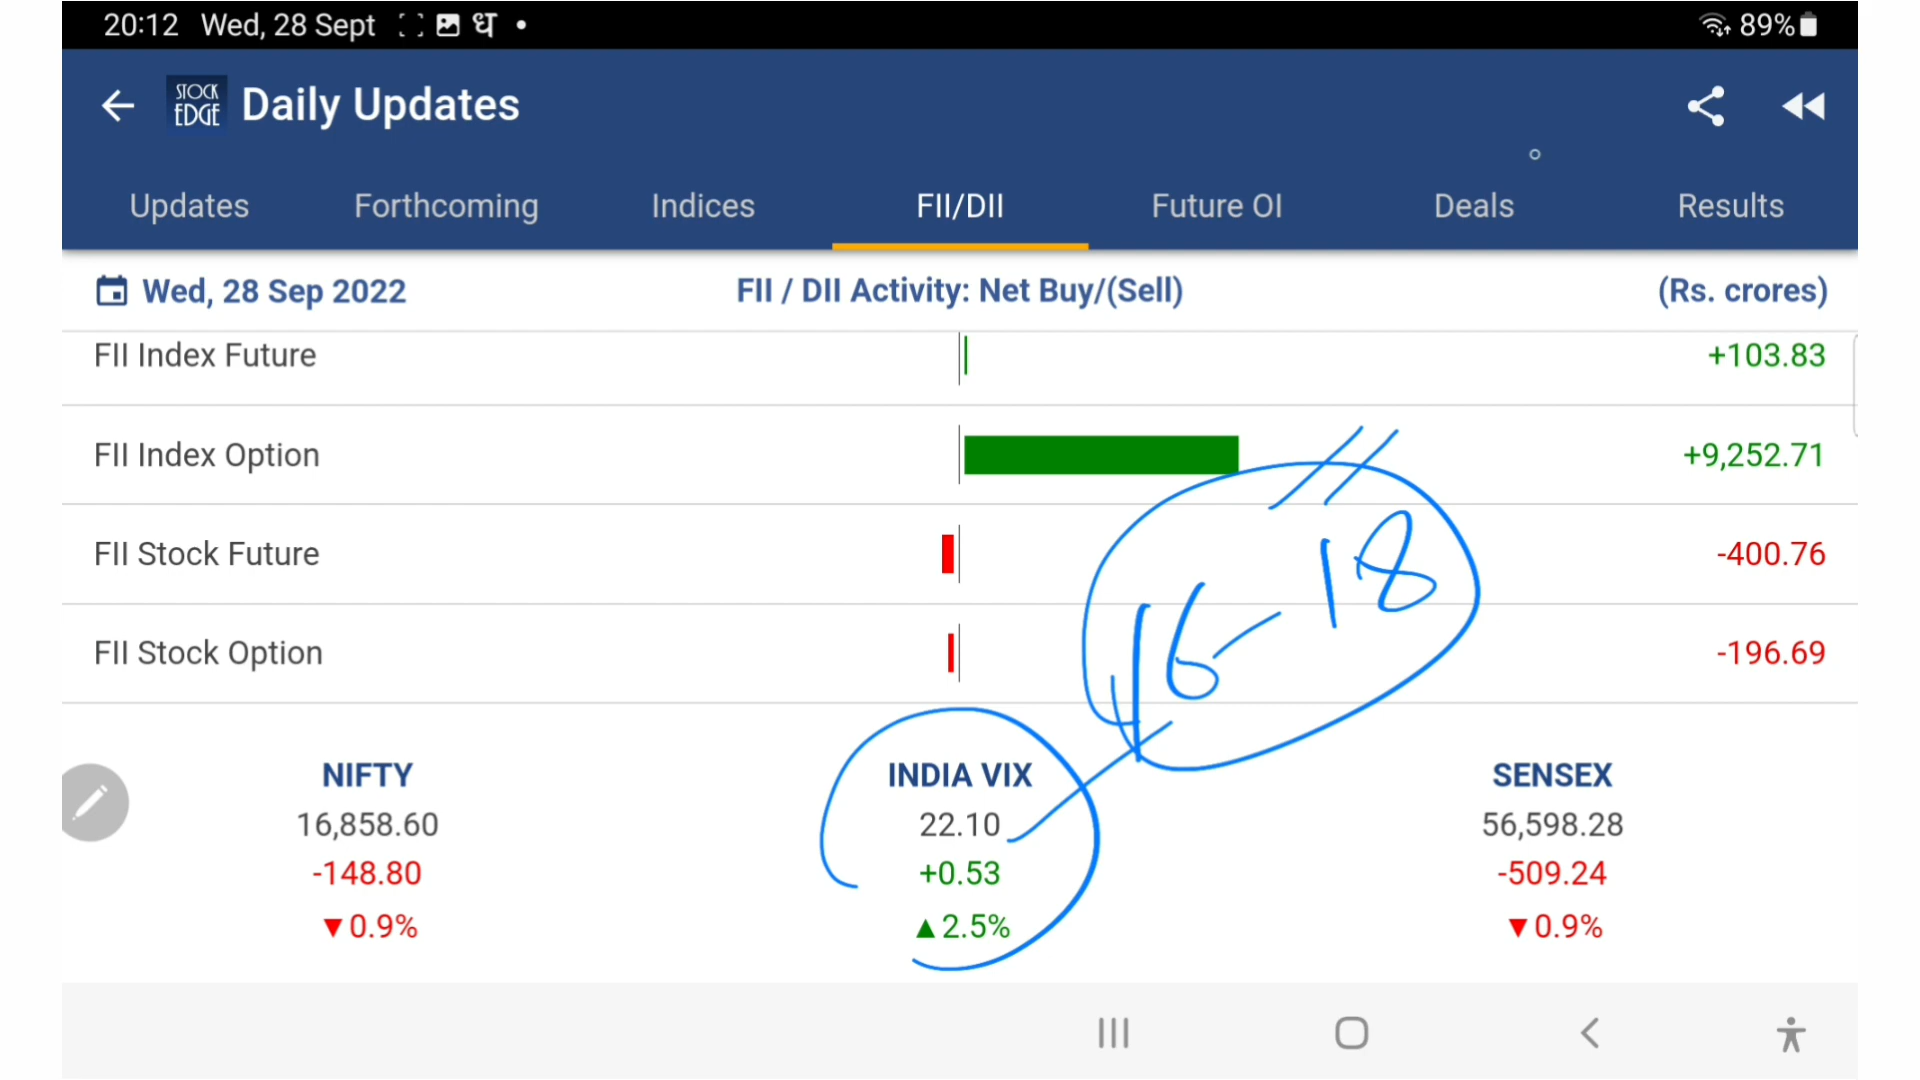 20:12 Wed, 28 Sept ध 89%
STOCK EDGE Daily Updates
Updates Forthcoming Indices FII/DII Future OI Deals Results
Wed, 28 Sep 2022 FII / DII Activity: Net Buy/(Sell) (Rs. crores)
FII Index Future +103.83
FII Index Option +9,252.71
FII Stock Future -400.76
FII Stock Option -196.69
16-18
NIFTY INDIA VIX SENSEX
16,858.60 22.10 56,598.28
-148.80 +0.53 -509.24
▼0.9% ▲2.5% ▼0.9%